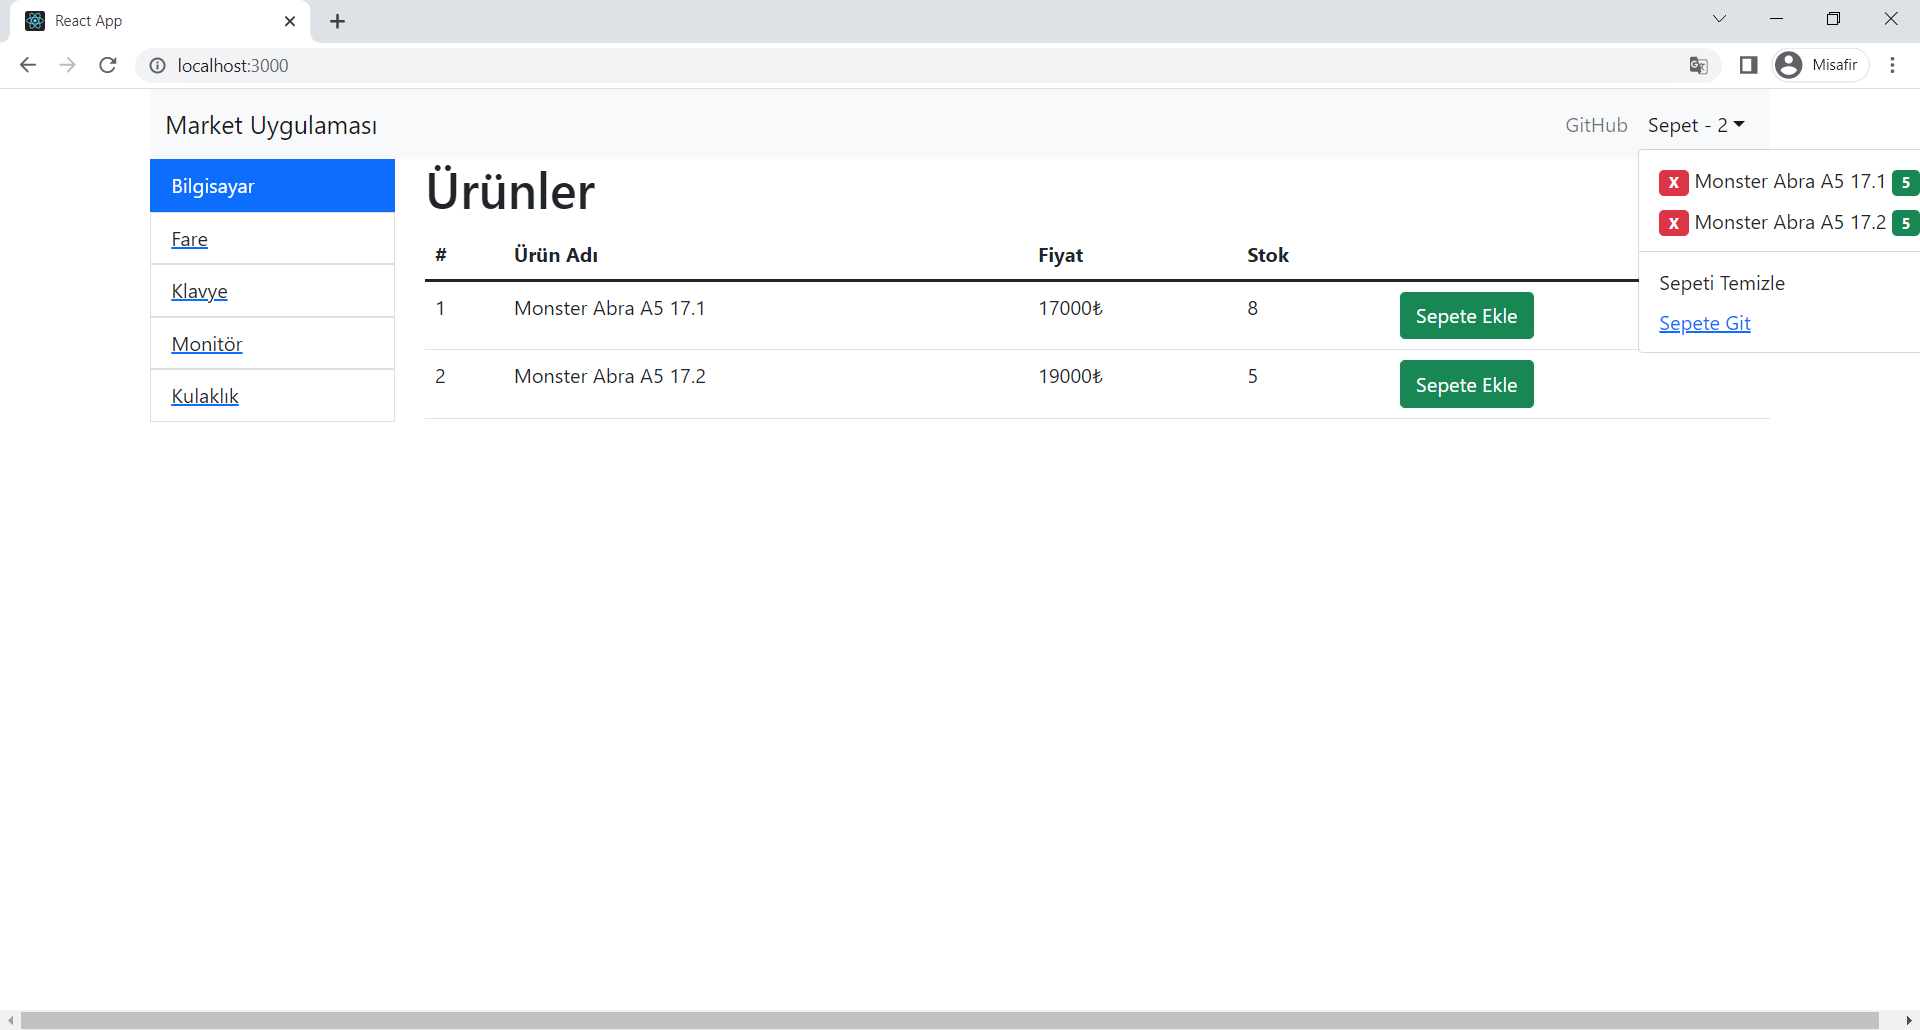 React App
localhost:3000
Misafir
Market Uygulaması
GitHub
Sepet - 2
X Monster Abra A5 17.1 5
X Monster Abra A5 17.2 5
Sepeti Temizle
Sepete Git
Bilgisayar
Fare
Klavye
Monitör
Kulaklık
Ürünler
# Ürün Adı Fiyat Stok
1 Monster Abra A5 17.1 17000₺ 8 Sepete Ekle
2 Monster Abra A5 17.2 19000₺ 5 Sepete Ekle